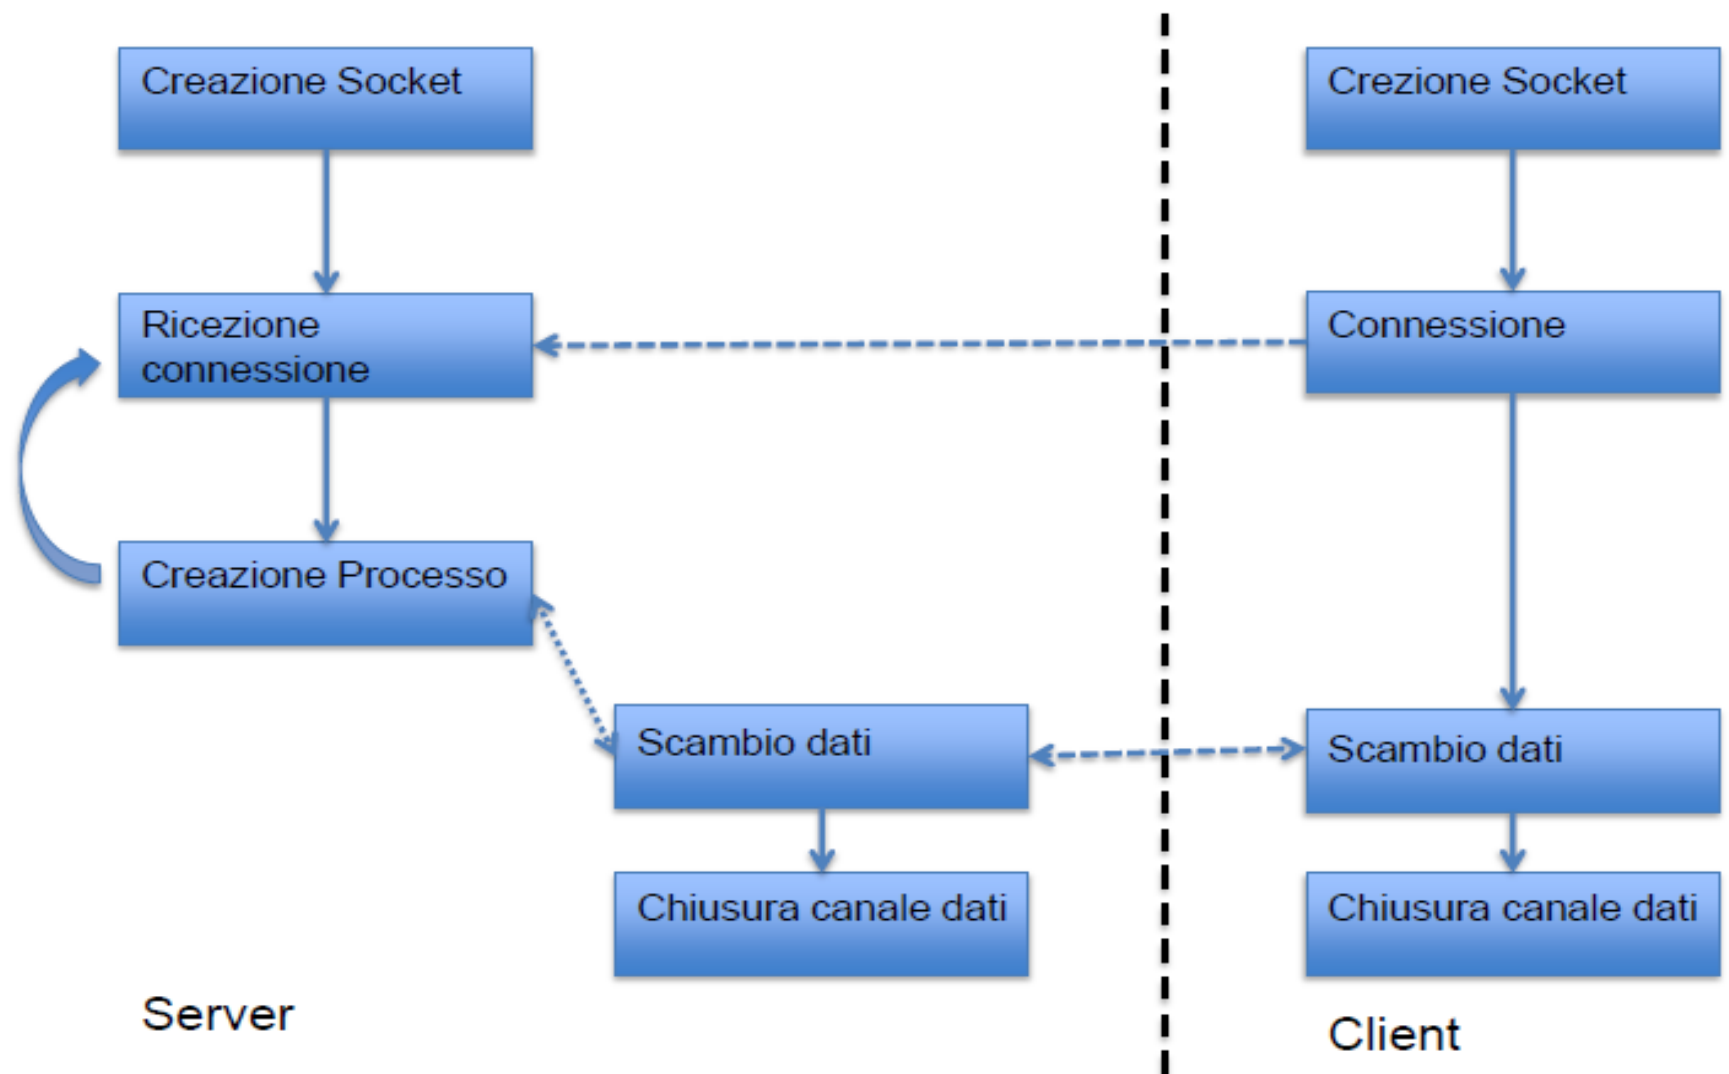 Creazione Socket
Crezione Socket
Ricezione
connessione
Connessione
Creazione Processo
Scambio dati
Scambio dati
Chiusura canale dati
Chiusura canale dati
Server
Client